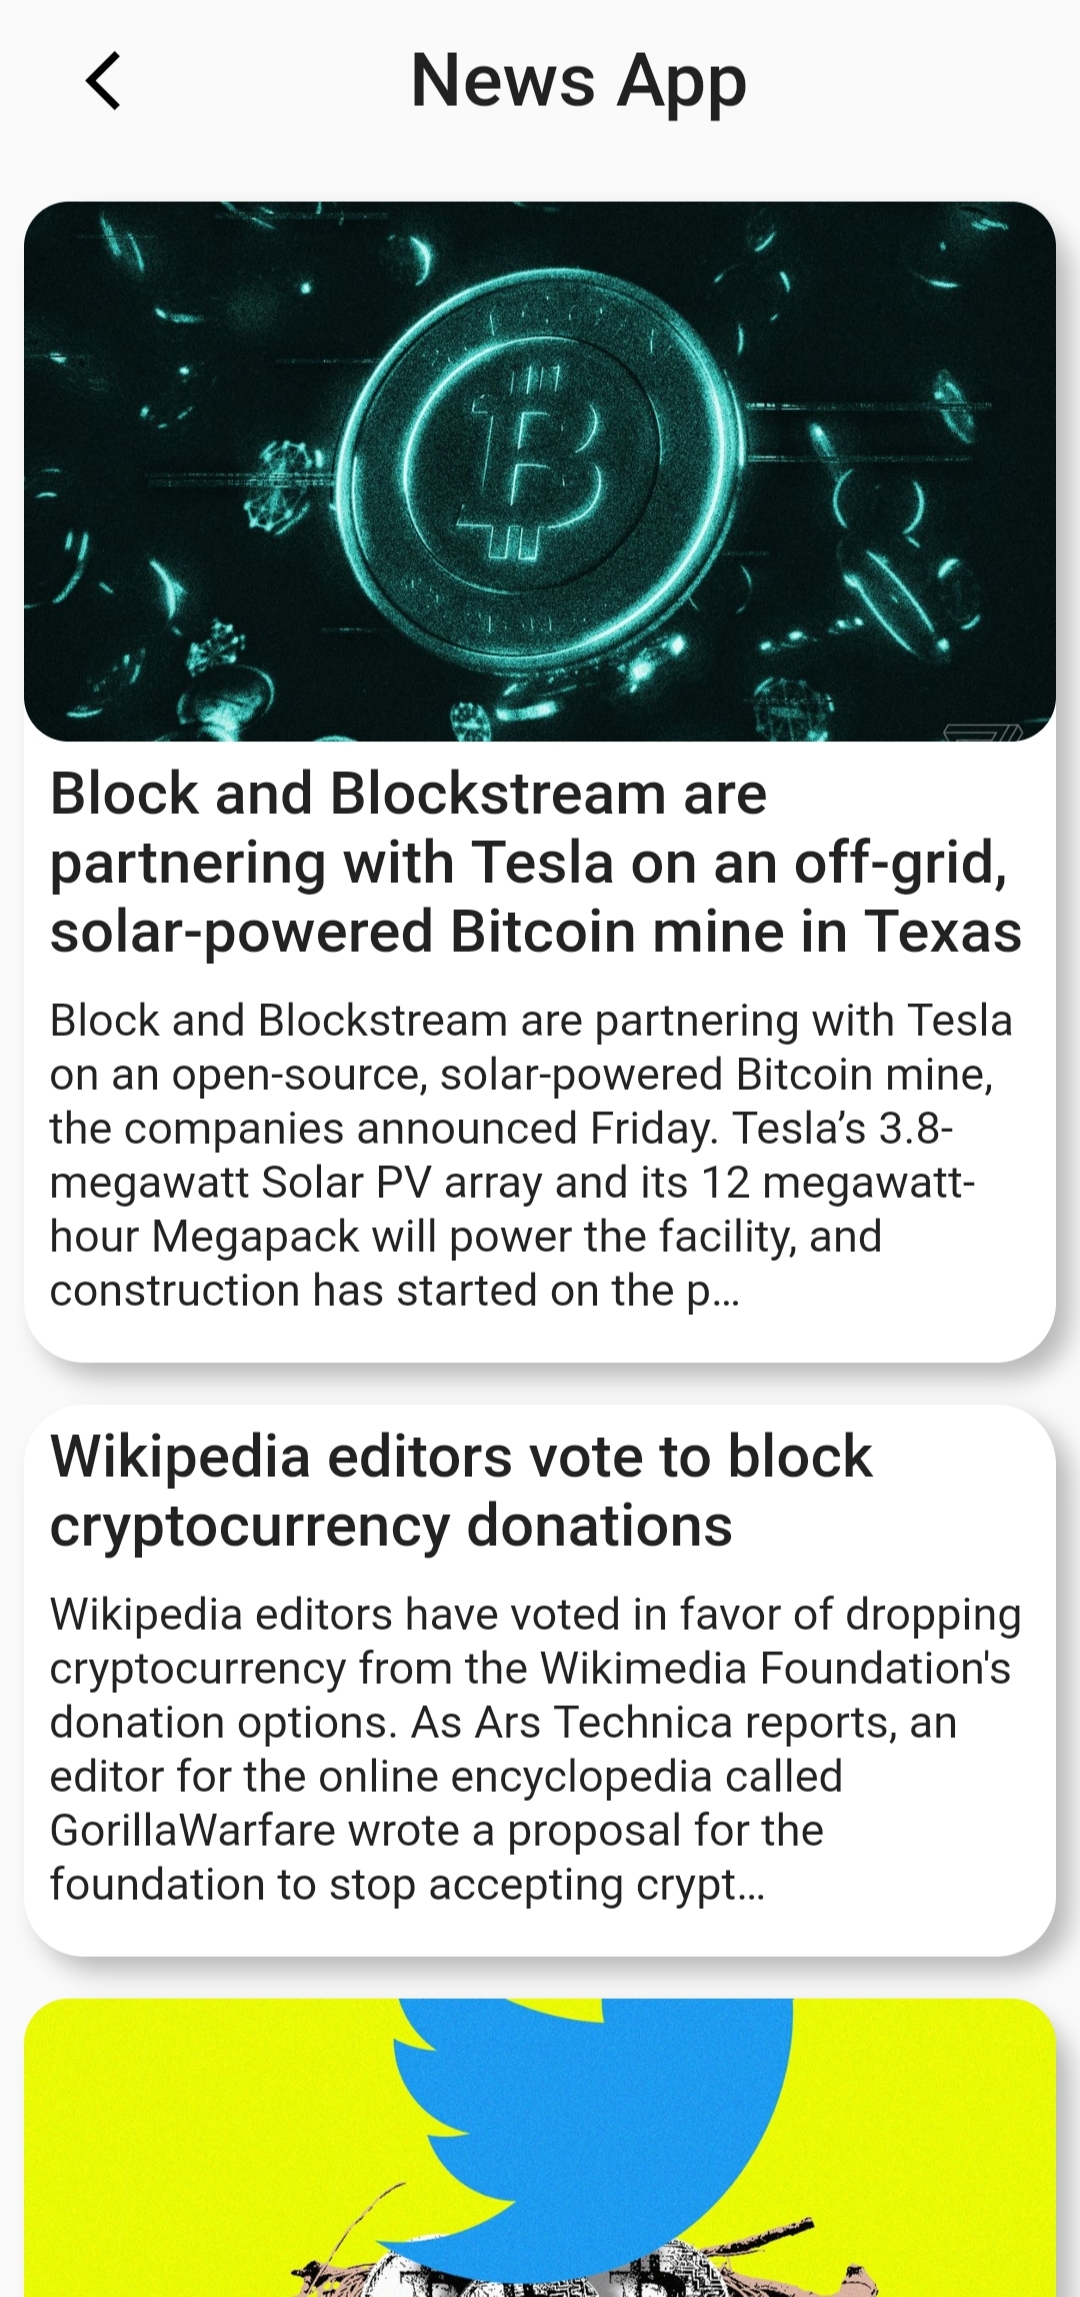 News App
Block and Blockstream are
partnering with Tesla on an off-grid,
solar-powered Bitcoin mine in Texas
Block and Blockstream are partnering with Tesla
on an open-source, solar-powered Bitcoin mine,
the companies announced Friday. Tesla’s 3.8-
megawatt Solar PV array and its 12 megawatt-
hour Megapack will power the facility, and
construction has started on the p…
Wikipedia editors vote to block
cryptocurrency donations
Wikipedia editors have voted in favor of dropping
cryptocurrency from the Wikimedia Foundation's
donation options. As Ars Technica reports, an
editor for the online encyclopedia called
GorillaWarfare wrote a proposal for the
foundation to stop accepting crypt…